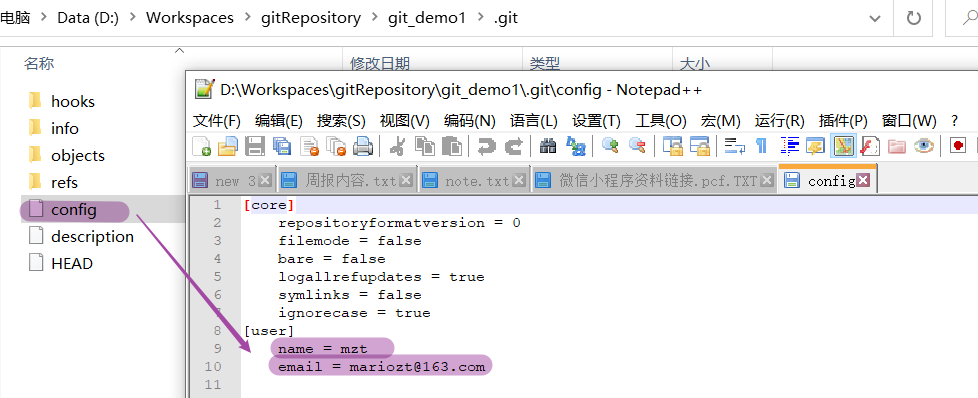 电脑 › Data (D:) › Workspaces › gitRepository › git_demo1 › .git
名称 修改日期 类型 大小
hooks
info
objects
refs
config
description
HEAD
D:\Workspaces\gitRepository\git_demo1\.git\config - Notepad++
文件(F) 编辑(E) 搜索(S) 视图(V) 编码(N) 语言(L) 设置(T) 工具(O) 宏(M) 运行(R) 插件(P) 窗口(W) ?
new 3 周报内容.txt note.txt 微信小程序资料链接.pcf.TXT config
1 [core]
2 repositoryformatversion = 0
3 filemode = false
4 bare = false
5 logallrefupdates = true
6 symlinks = false
7 ignorecase = true
8 [user]
9 name = mzt
10 email = mariozt@163.com
11